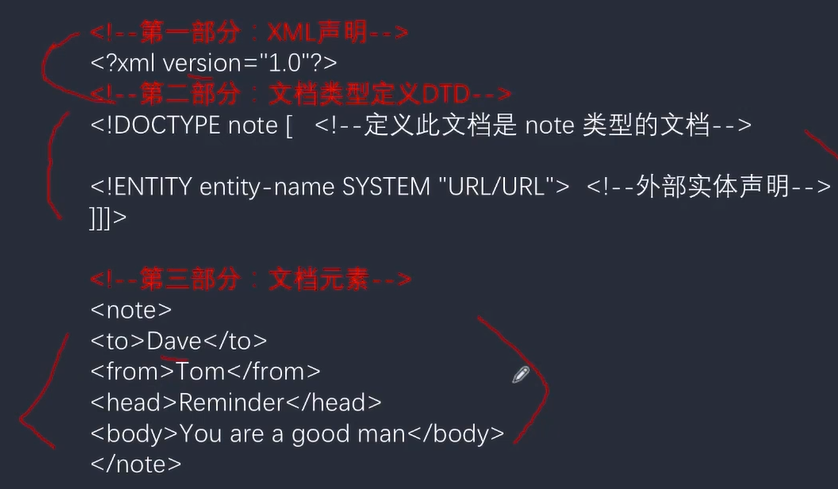 <!--第一部分：XML声明-->
<?xml version="1.0"?>
<!--第二部分：文档类型定义DTD-->
<!DOCTYPE note [   <!--定义此文档是 note 类型的文档-->
<!ENTITY entity-name SYSTEM "URL/URL">  <!--外部实体声明-->
]]]>
<!--第三部分：文档元素-->
<note>
<to>Dave</to>
<from>Tom</from>
<head>Reminder</head>
<body>You are a good man</body>
</note>